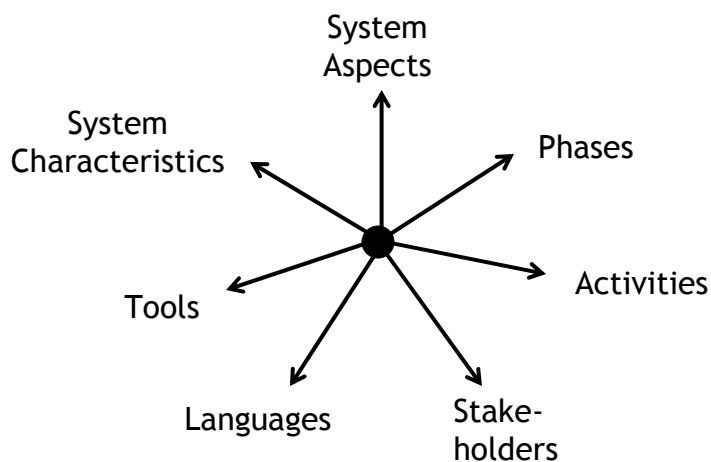 System
Aspects
System
Characteristics
Phases
Activities
Tools
Languages
Stake-
holders